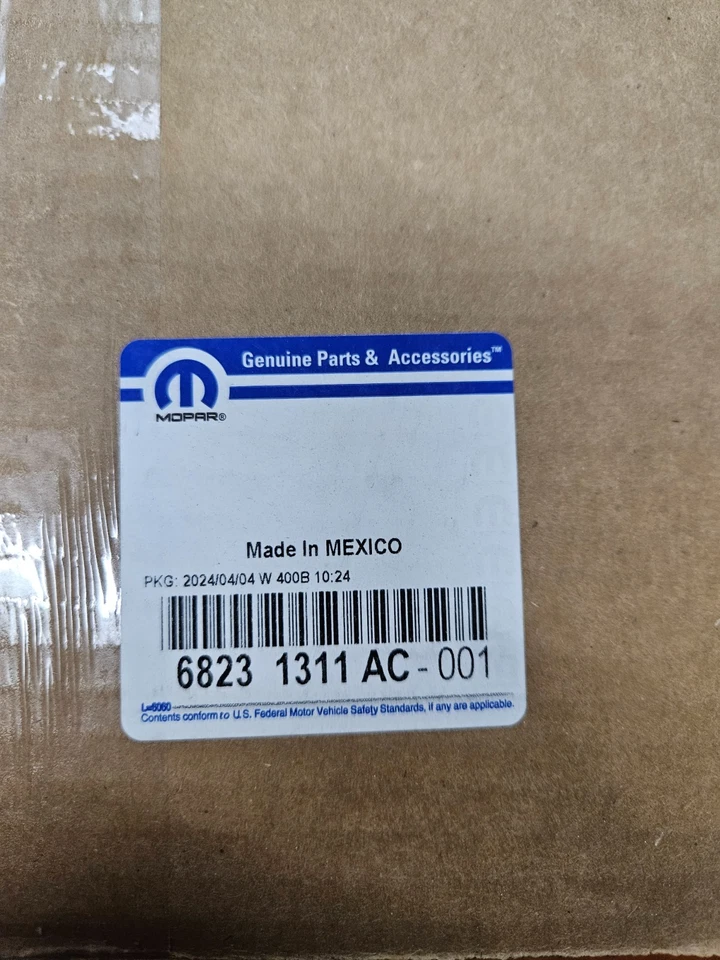 Genuine Parts & Accessories™
MOPAR®
Made In MEXICO
PKG: 2024/04/04 W 400B 10:24
6823 1311 AC - 001
L=6060
Contents conform to U.S. Federal Motor Vehicle Safety Standards, if any are applicable.